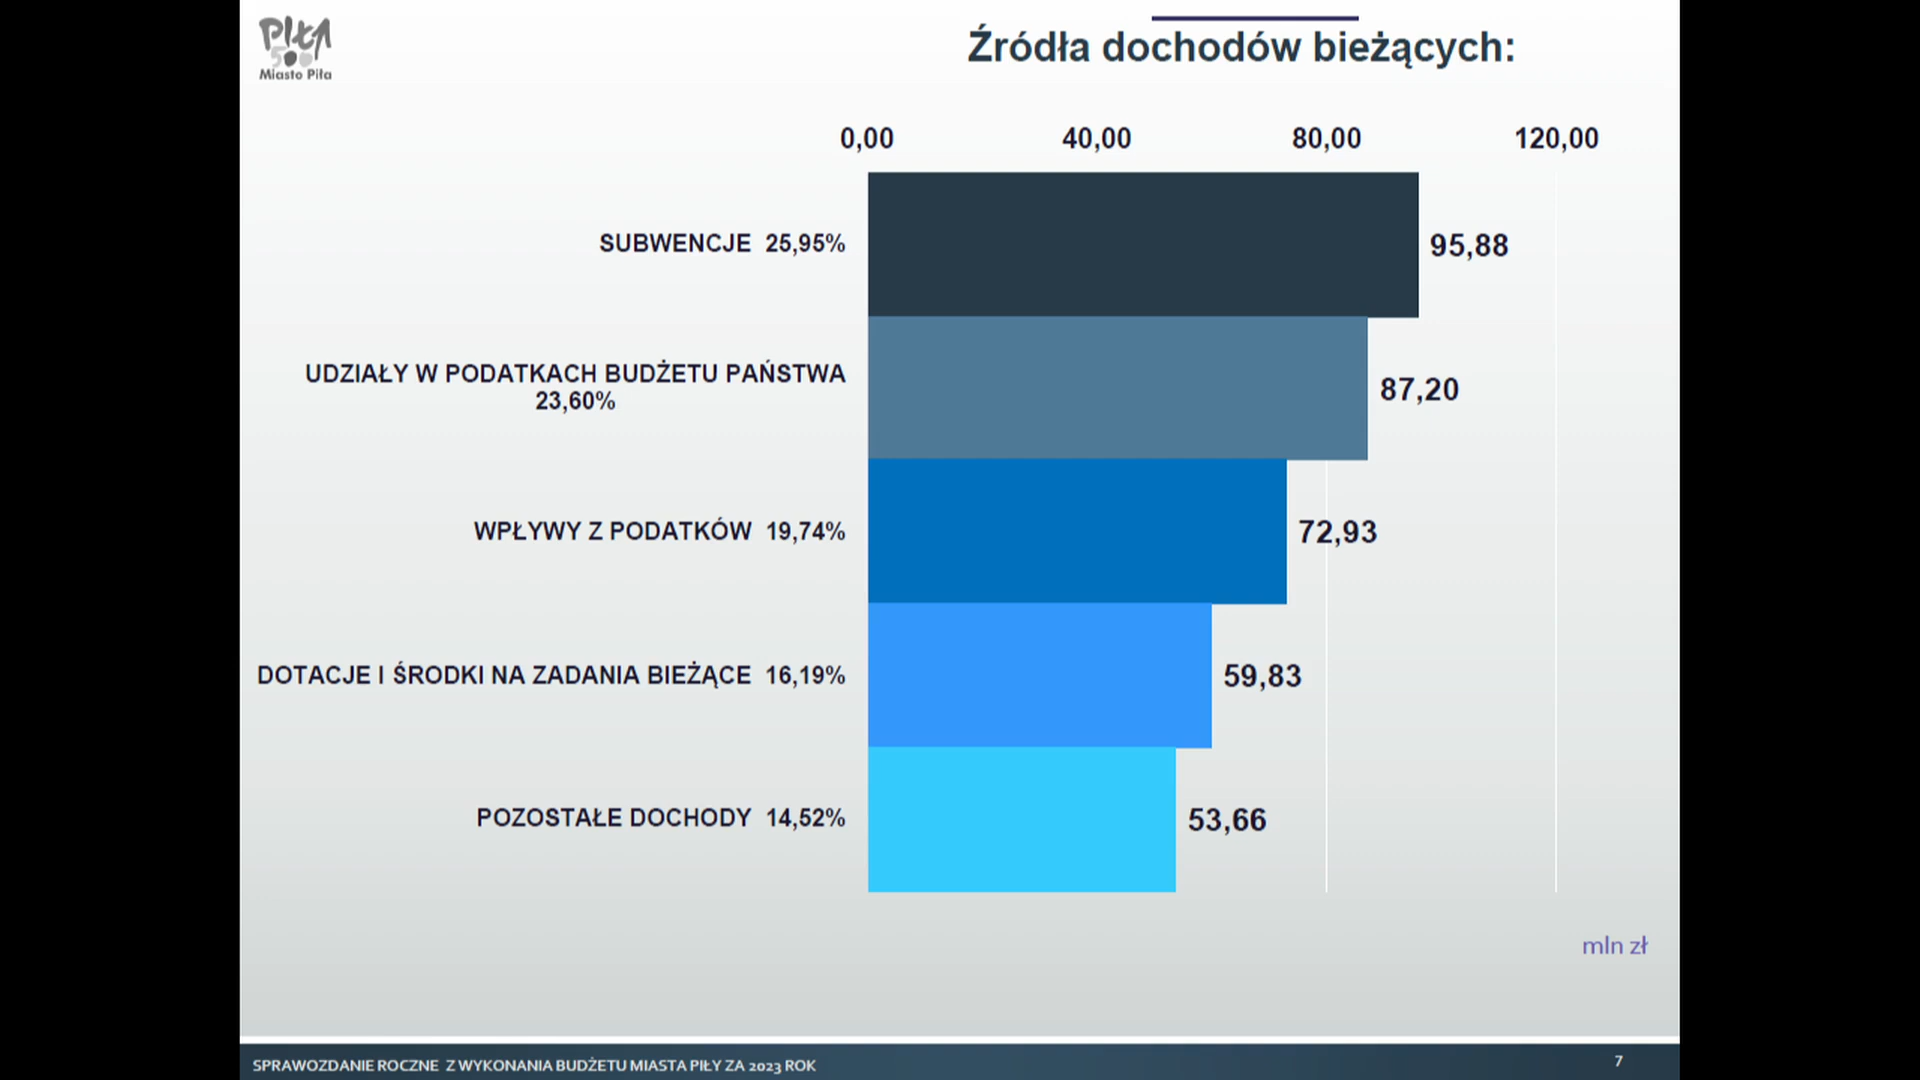 PIŁA
500
Miasto Piła
Źródła dochodów bieżących:
0,00 40,00 80,00 120,00
SUBWENCJE 25,95% 95,88
UDZIAŁY W PODATKACH BUDŻETU PAŃSTWA
23,60% 87,20
WPŁYWY Z PODATKÓW 19,74% 72,93
DOTACJE I ŚRODKI NA ZADANIA BIEŻĄCE 16,19% 59,83
POZOSTAŁE DOCHODY 14,52% 53,66
mln zł
SPRAWOZDANIE ROCZNE Z WYKONANIA BUDŻETU MIASTA PIŁY ZA 2023 ROK 7